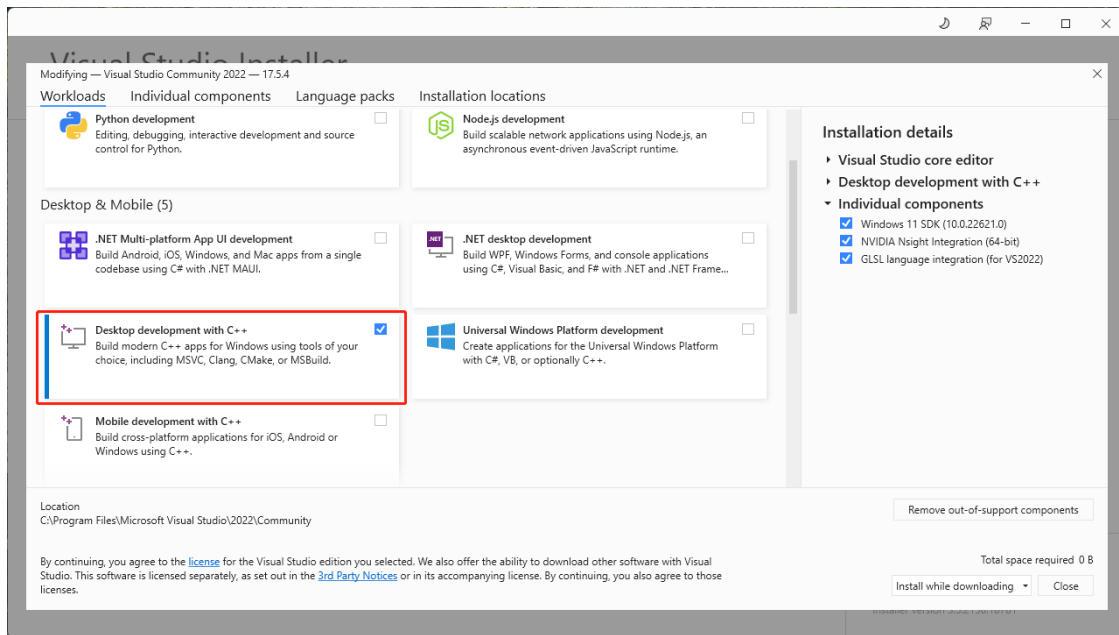 Visual Studio Installer
Modifying — Visual Studio Community 2022 — 17.5.4
Workloads
Individual components
Language packs
Installation locations
Python development
Editing, debugging, interactive development and source
control for Python.
Node.js development
Build scalable network applications using Node.js, an
asynchronous event-driven JavaScript runtime.
Desktop & Mobile (5)
.NET Multi-platform App UI development
Build Android, iOS, Windows, and Mac apps from a single
codebase using C# with .NET MAUI.
.NET
.NET desktop development
Build WPF, Windows Forms, and console applications
using C#, Visual Basic, and F# with .NET and .NET Frame...
Desktop development with C++
Build modern C++ apps for Windows using tools of your
choice, including MSVC, Clang, CMake, or MSBuild.
Universal Windows Platform development
Create applications for the Universal Windows Platform
with C#, VB, or optionally C++.
Mobile development with C++
Build cross-platform applications for iOS, Android or
Windows using C++.
Installation details
Visual Studio core editor
Desktop development with C++
Individual components
Windows 11 SDK (10.0.22621.0)
NVIDIA Nsight Integration (64-bit)
GLSL language integration (for VS2022)
Location
C:\Program Files\Microsoft Visual Studio\2022\Community
Remove out-of-support components
By continuing, you agree to the license for the Visual Studio edition you selected. We also offer the ability to download other software with Visual
Studio. This software is licensed separately, as set out in the 3rd Party Notices or in its accompanying license. By continuing, you also agree to those
licenses.
Total space required 0 B
Install while downloading
Close